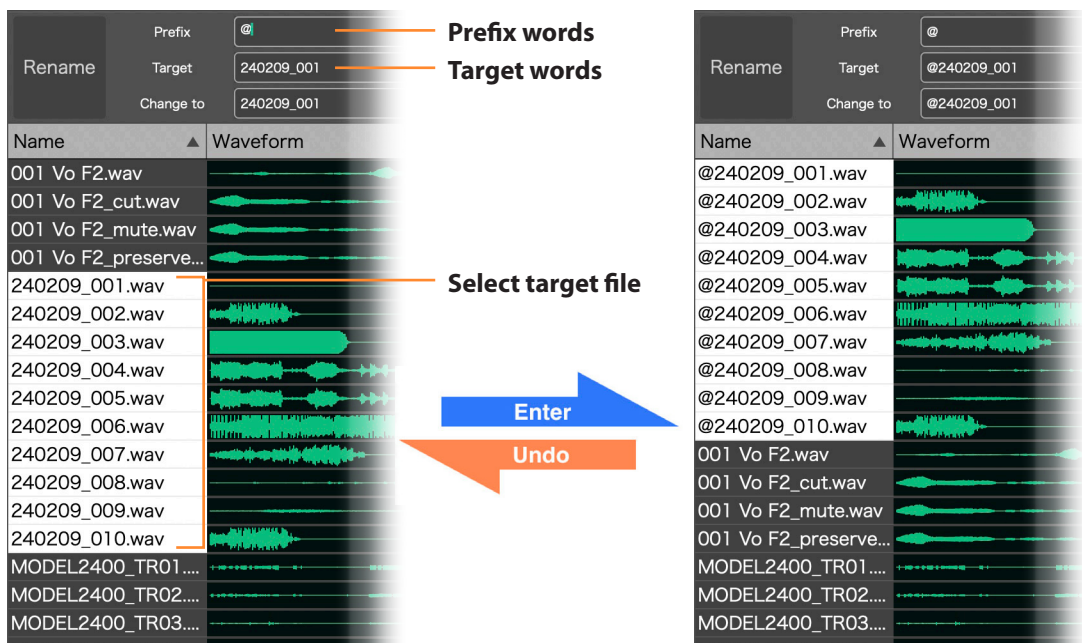 Prefix
@
Prefix words
Rename
Target
240209_001
Target words
Change to
240209_001
Name
Waveform
001 Vo F2.wav
001 Vo F2_cut.wav
001 Vo F2_mute.wav
001 Vo F2_preserve...
240209_001.wav
Select target file
240209_002.wav
240209_003.wav
240209_004.wav
240209_005.wav
240209_006.wav
240209_007.wav
240209_008.wav
240209_009.wav
240209_010.wav
MODEL2400_TR01....
MODEL2400_TR02....
MODEL2400_TR03....
Enter
Undo
Prefix
@
Rename
Target
@240209_001
Change to
@240209_001
Name
Waveform
@240209_001.wav
@240209_002.wav
@240209_003.wav
@240209_004.wav
@240209_005.wav
@240209_006.wav
@240209_007.wav
@240209_008.wav
@240209_009.wav
@240209_010.wav
001 Vo F2.wav
001 Vo F2_cut.wav
001 Vo F2_mute.wav
001 Vo F2_preserve...
MODEL2400_TR01....
MODEL2400_TR02....
MODEL2400_TR03....